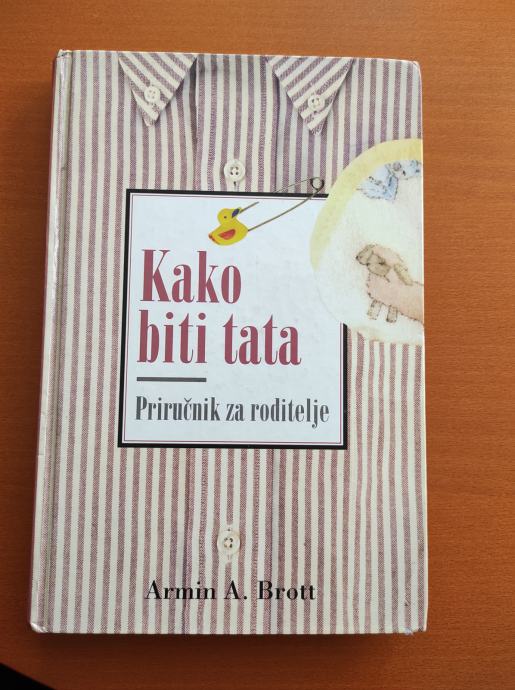 Kako
biti tata
Priručnik za roditelje
Armin A. Brott